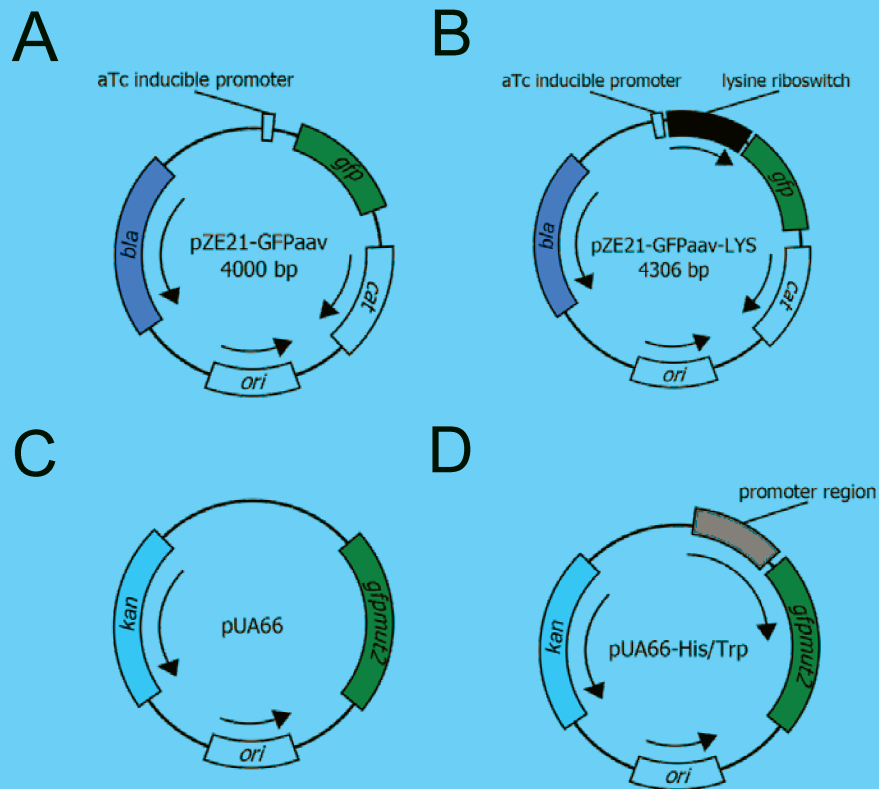 A
aTc inducible promoter
gfp
bla
pZE21-GFPaav
4000 bp
cat
ori
B
aTc inducible promoter
lysine riboswitch
gfp
bla
pZE21-GFPaav-LYS
4306 bp
cat
ori
C
kan
pUA66
gfpmut2
ori
D
promoter region
kan
pUA66-His/Trp
gfpmut2
ori